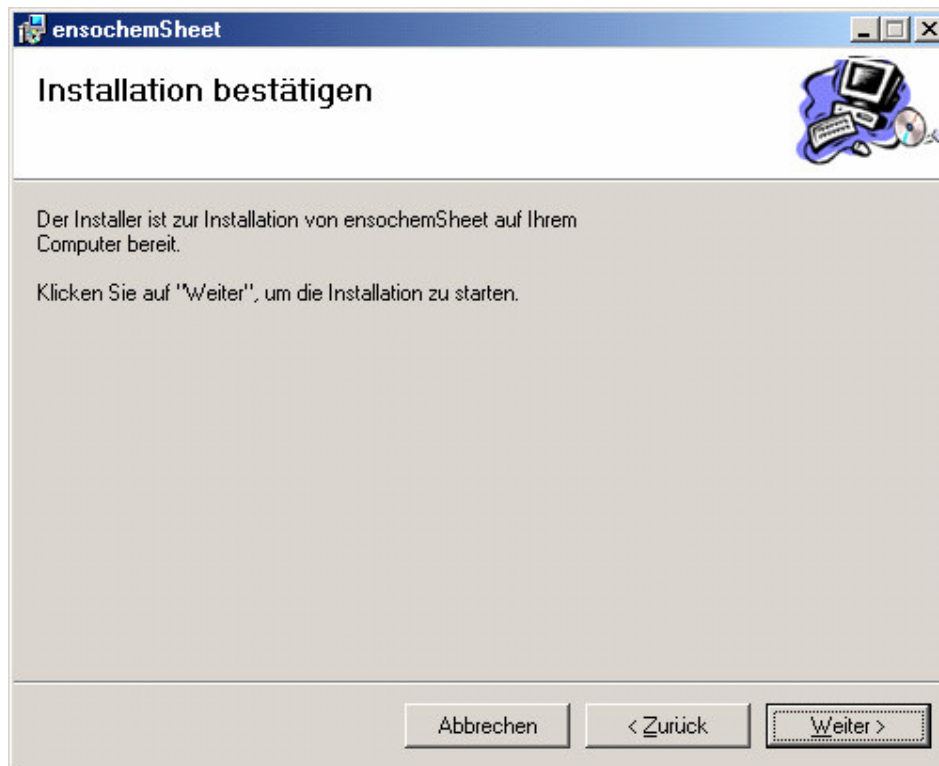 ensochemSheet
Installation bestätigen
Der Installer ist zur Installation von ensochemSheet auf Ihrem
Computer bereit.
Klicken Sie auf "Weiter", um die Installation zu starten.
Abbrechen
< Zurück
Weiter >